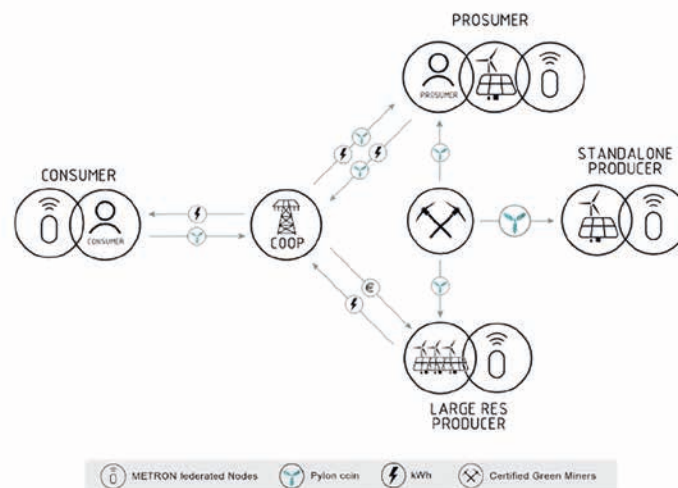 PROSUMER
PROSUMER
STANDALONE
PRODUCER
CONSUMER
CONSUMER
COOP
€
LARGE RES
PRODUCER
METRON federated Nodes
Pylon coin
kWh
Certified Green Miners